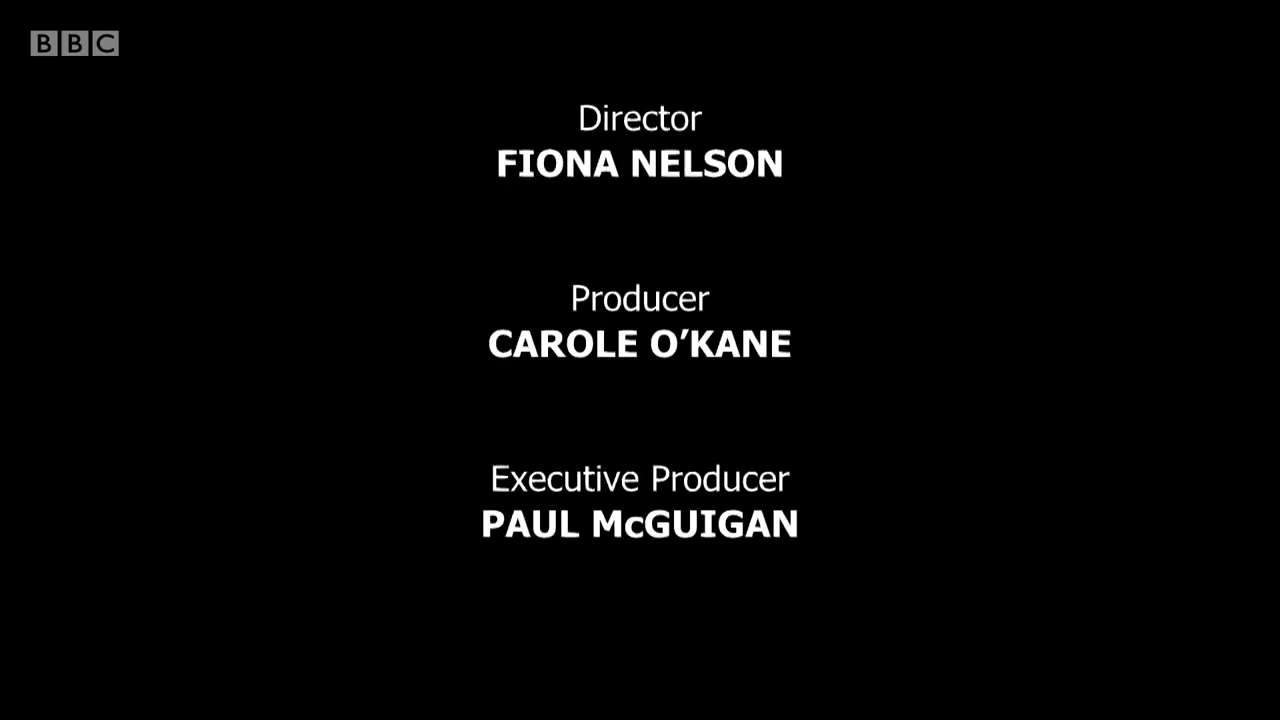 BBC
Director
FIONA NELSON
Producer
CAROLE O’KANE
Executive Producer
PAUL McGUIGAN